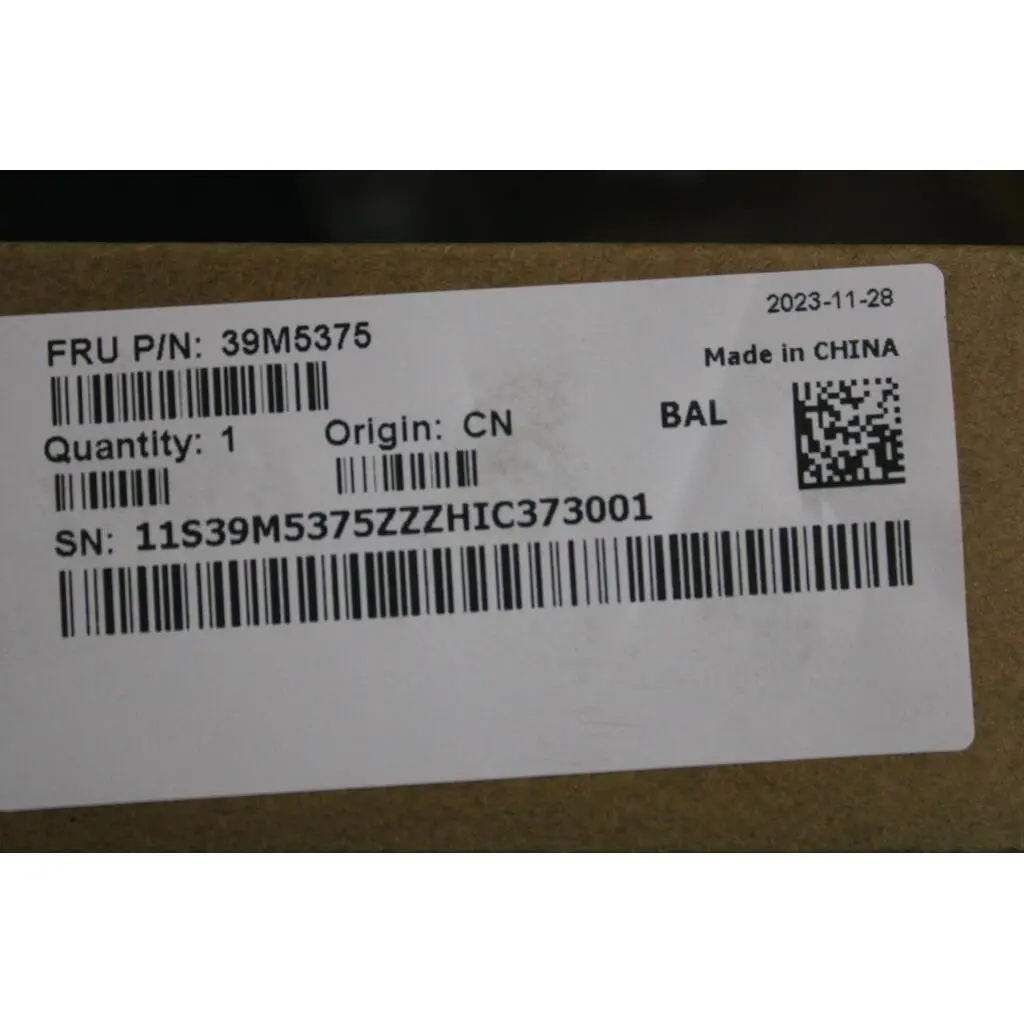 2023-11-28
FRU P/N: 39M5375
Made in CHINA
Quantity: 1 Origin: CN BAL
SN: 11S39M5375ZZZHIC373001